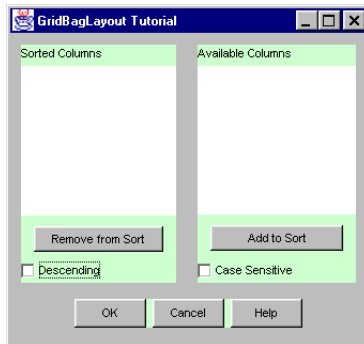 GridBagLayout Tutorial
Sorted Columns
Available Columns
Remove from Sort
Add to Sort
Descending
Case Sensitive
OK
Cancel
Help